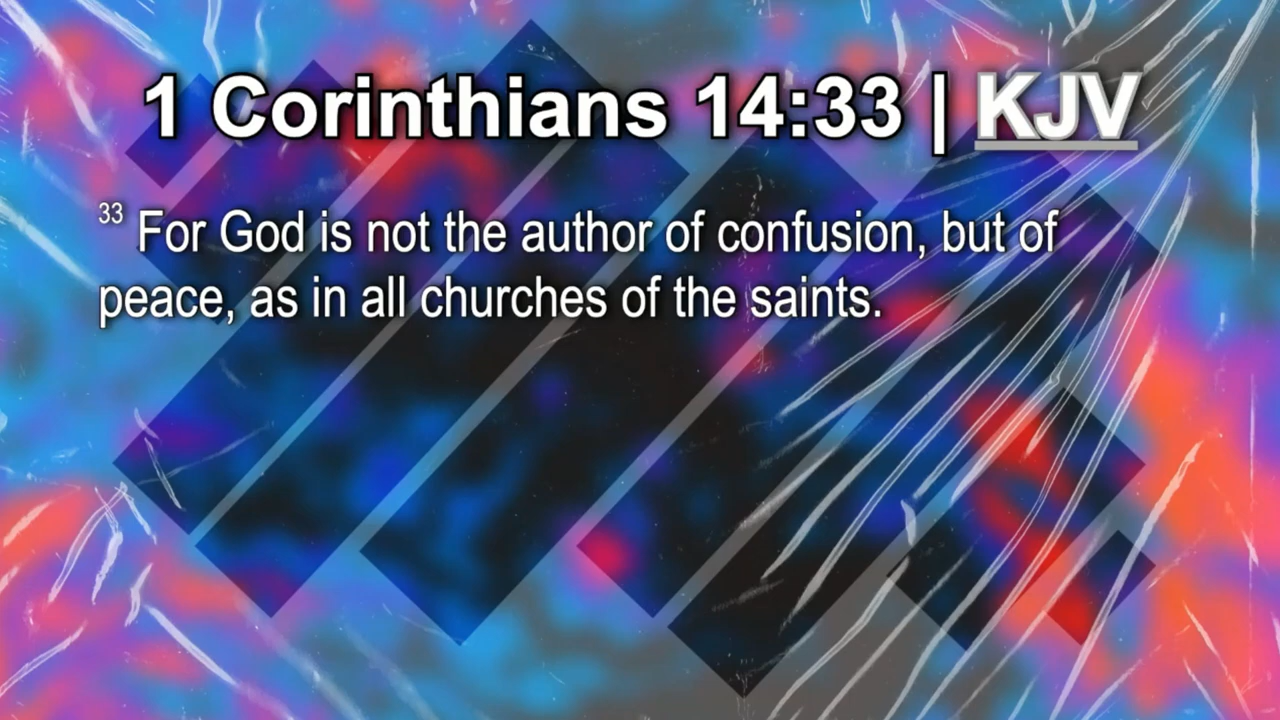 1 Corinthians 14:33 | KJV
33 For God is not the author of confusion, but of
peace, as in all churches of the saints.